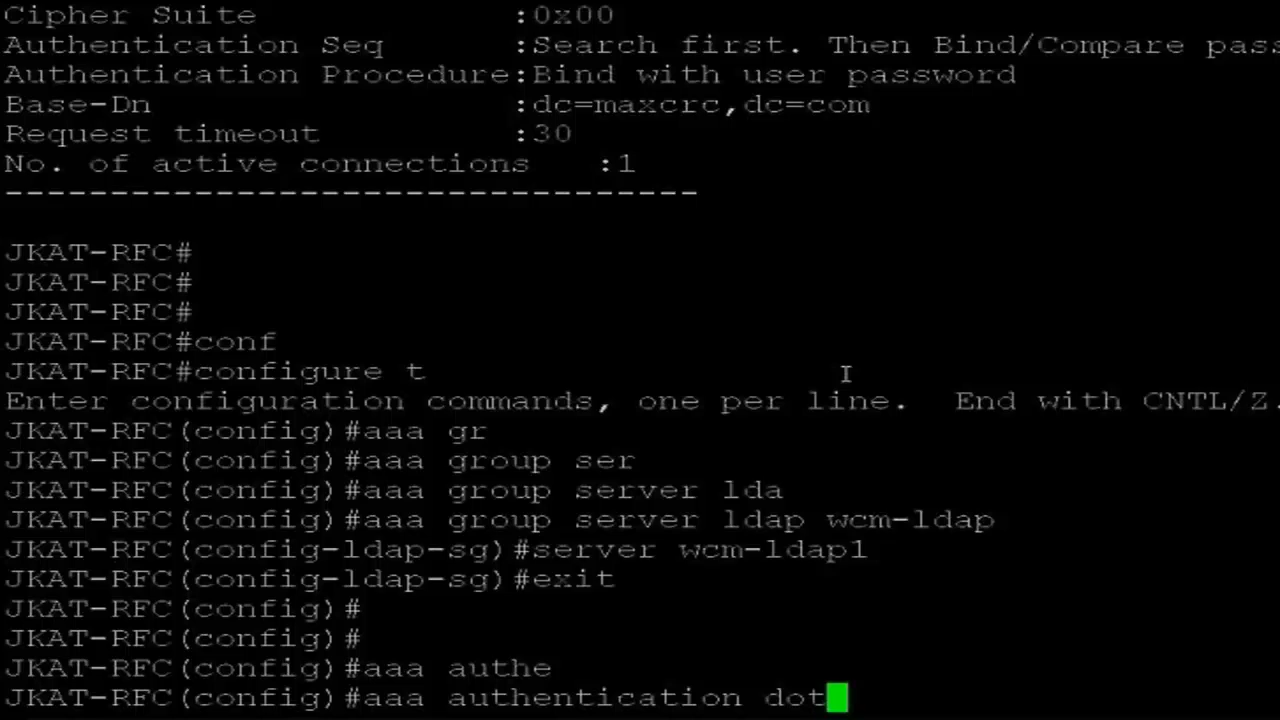 Cipher Suite :0x00
Authentication Seq :Search first. Then Bind/Compare pass
Authentication Procedure:Bind with user password
Base-Dn :dc=maxcrc,dc=com
Request timeout :30
No. of active connections :1
---------------------------------
JKAT-RFC#
JKAT-RFC#
JKAT-RFC#
JKAT-RFC#conf
JKAT-RFC#configure t
Enter configuration commands, one per line. End with CNTL/Z.
JKAT-RFC(config)#aaa gr
JKAT-RFC(config)#aaa group ser
JKAT-RFC(config)#aaa group server lda
JKAT-RFC(config)#aaa group server ldap wcm-ldap
JKAT-RFC(config-ldap-sg)#server wcm-ldap1
JKAT-RFC(config-ldap-sg)#exit
JKAT-RFC(config)#
JKAT-RFC(config)#
JKAT-RFC(config)#aaa authe
JKAT-RFC(config)#aaa authentication dot